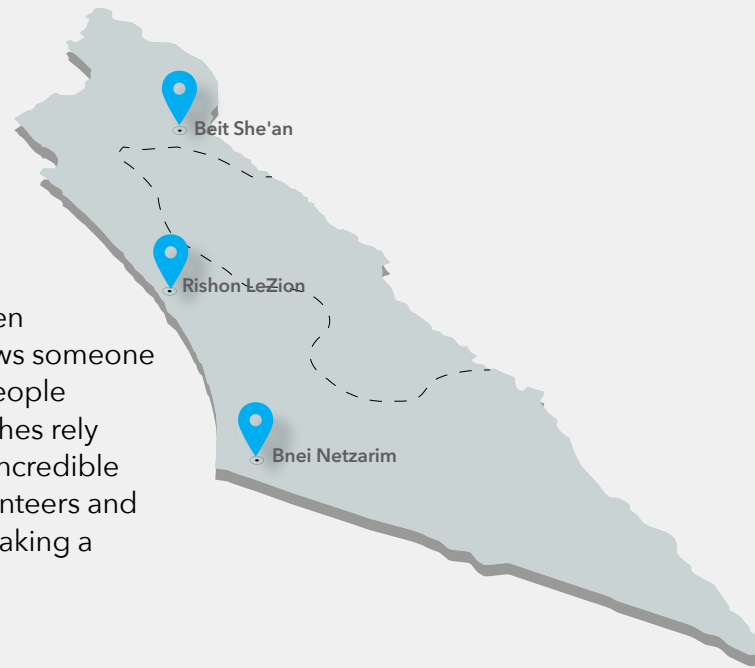 Beit She'an
Rishon LeZion
en
ws someone
eople
hes rely
ncredible
nteers and
aking a
Bnei Netzarim